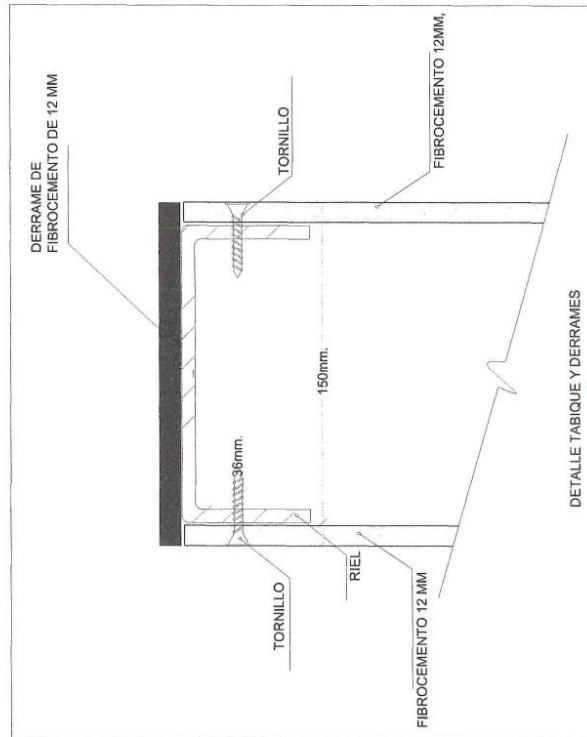 DERRAME DE
FIBROCEMENTO DE 12 MM
TORNILLO
TORNILLO
36mm.
150mm.
RIEL
FIBROCEMENTO 12 MM
FIBROCEMENTO 12MM,
DETALLE TABIQUE Y DERRAMES